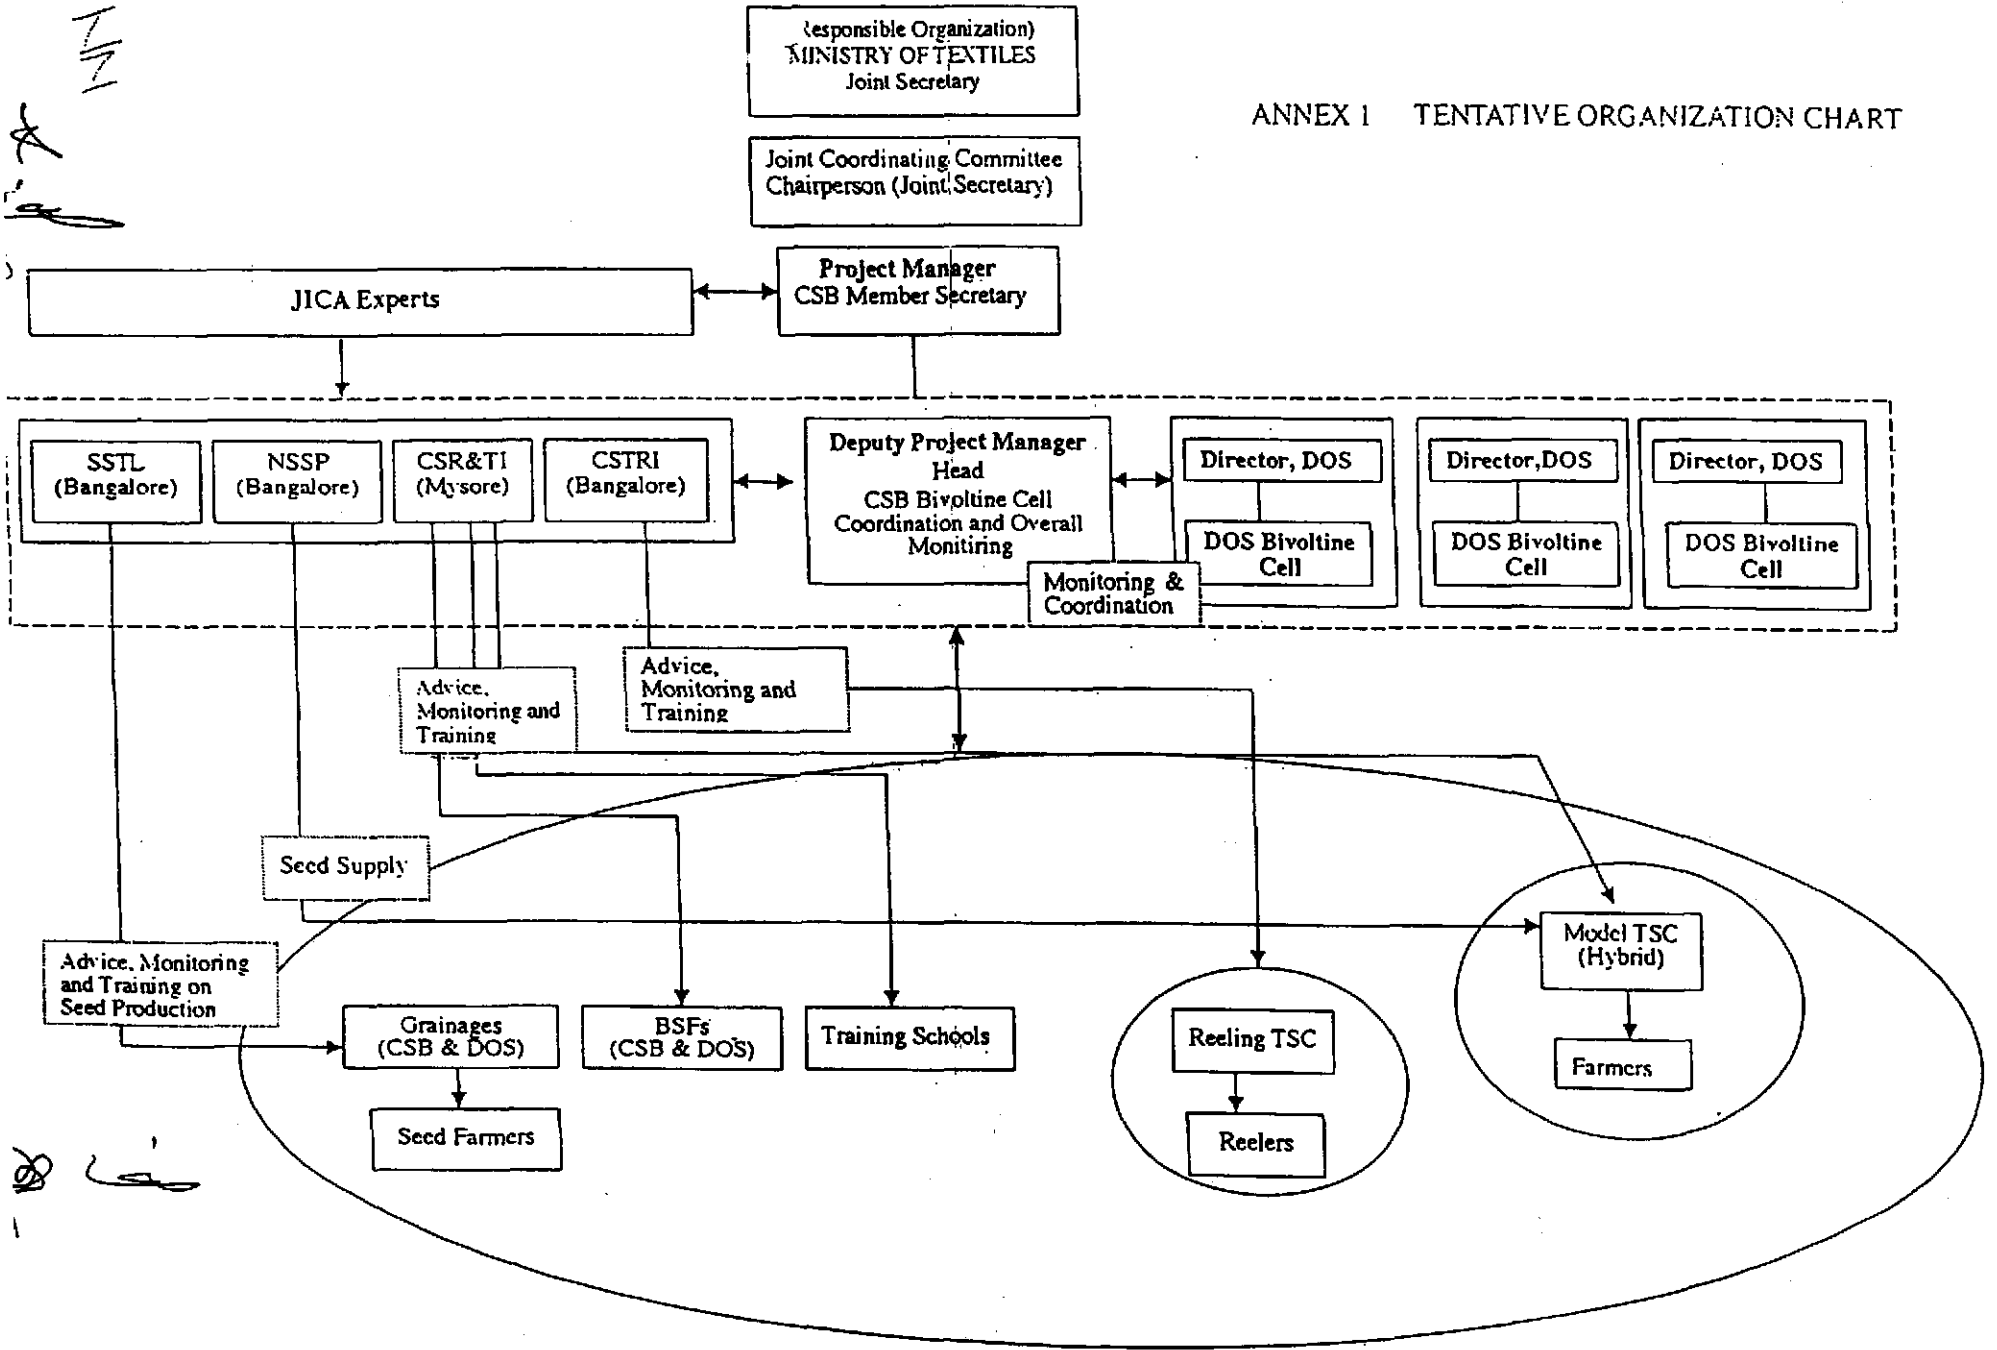 Responsible Organization)
MINISTRY OF TEXTILES
Joint Secretary
ANNEX 1 TENTATIVE ORGANIZATION CHART
Joint Coordinating Committee
Chairperson (Joint Secretary)
JICA Experts
Project Manager
CSB Member Secretary
SSTL
(Bangalore)
NSSP
(Bangalore)
CSR&TI
(Mysore)
CSTRI
(Bangalore)
Deputy Project Manager
Head
CSB Bivoltine Cell
Coordination and Overall
Monitiring
Director, DOS
DOS Bivoltine
Cell
Director,DOS
DOS Bivoltine
Cell
Director, DOS
DOS Bivoltine
Cell
Monitoring &
Coordination
Advice,
Monitoring and
Training
Advice,
Monitoring and
Training
Seed Supply
Advice, Monitoring
and Training on
Seed Production
Grainages
(CSB & DOS)
Seed Farmers
BSFs
(CSB & DOS)
Training Schools
Reeling TSC
Reelers
Model TSC
(Hybrid)
Farmers